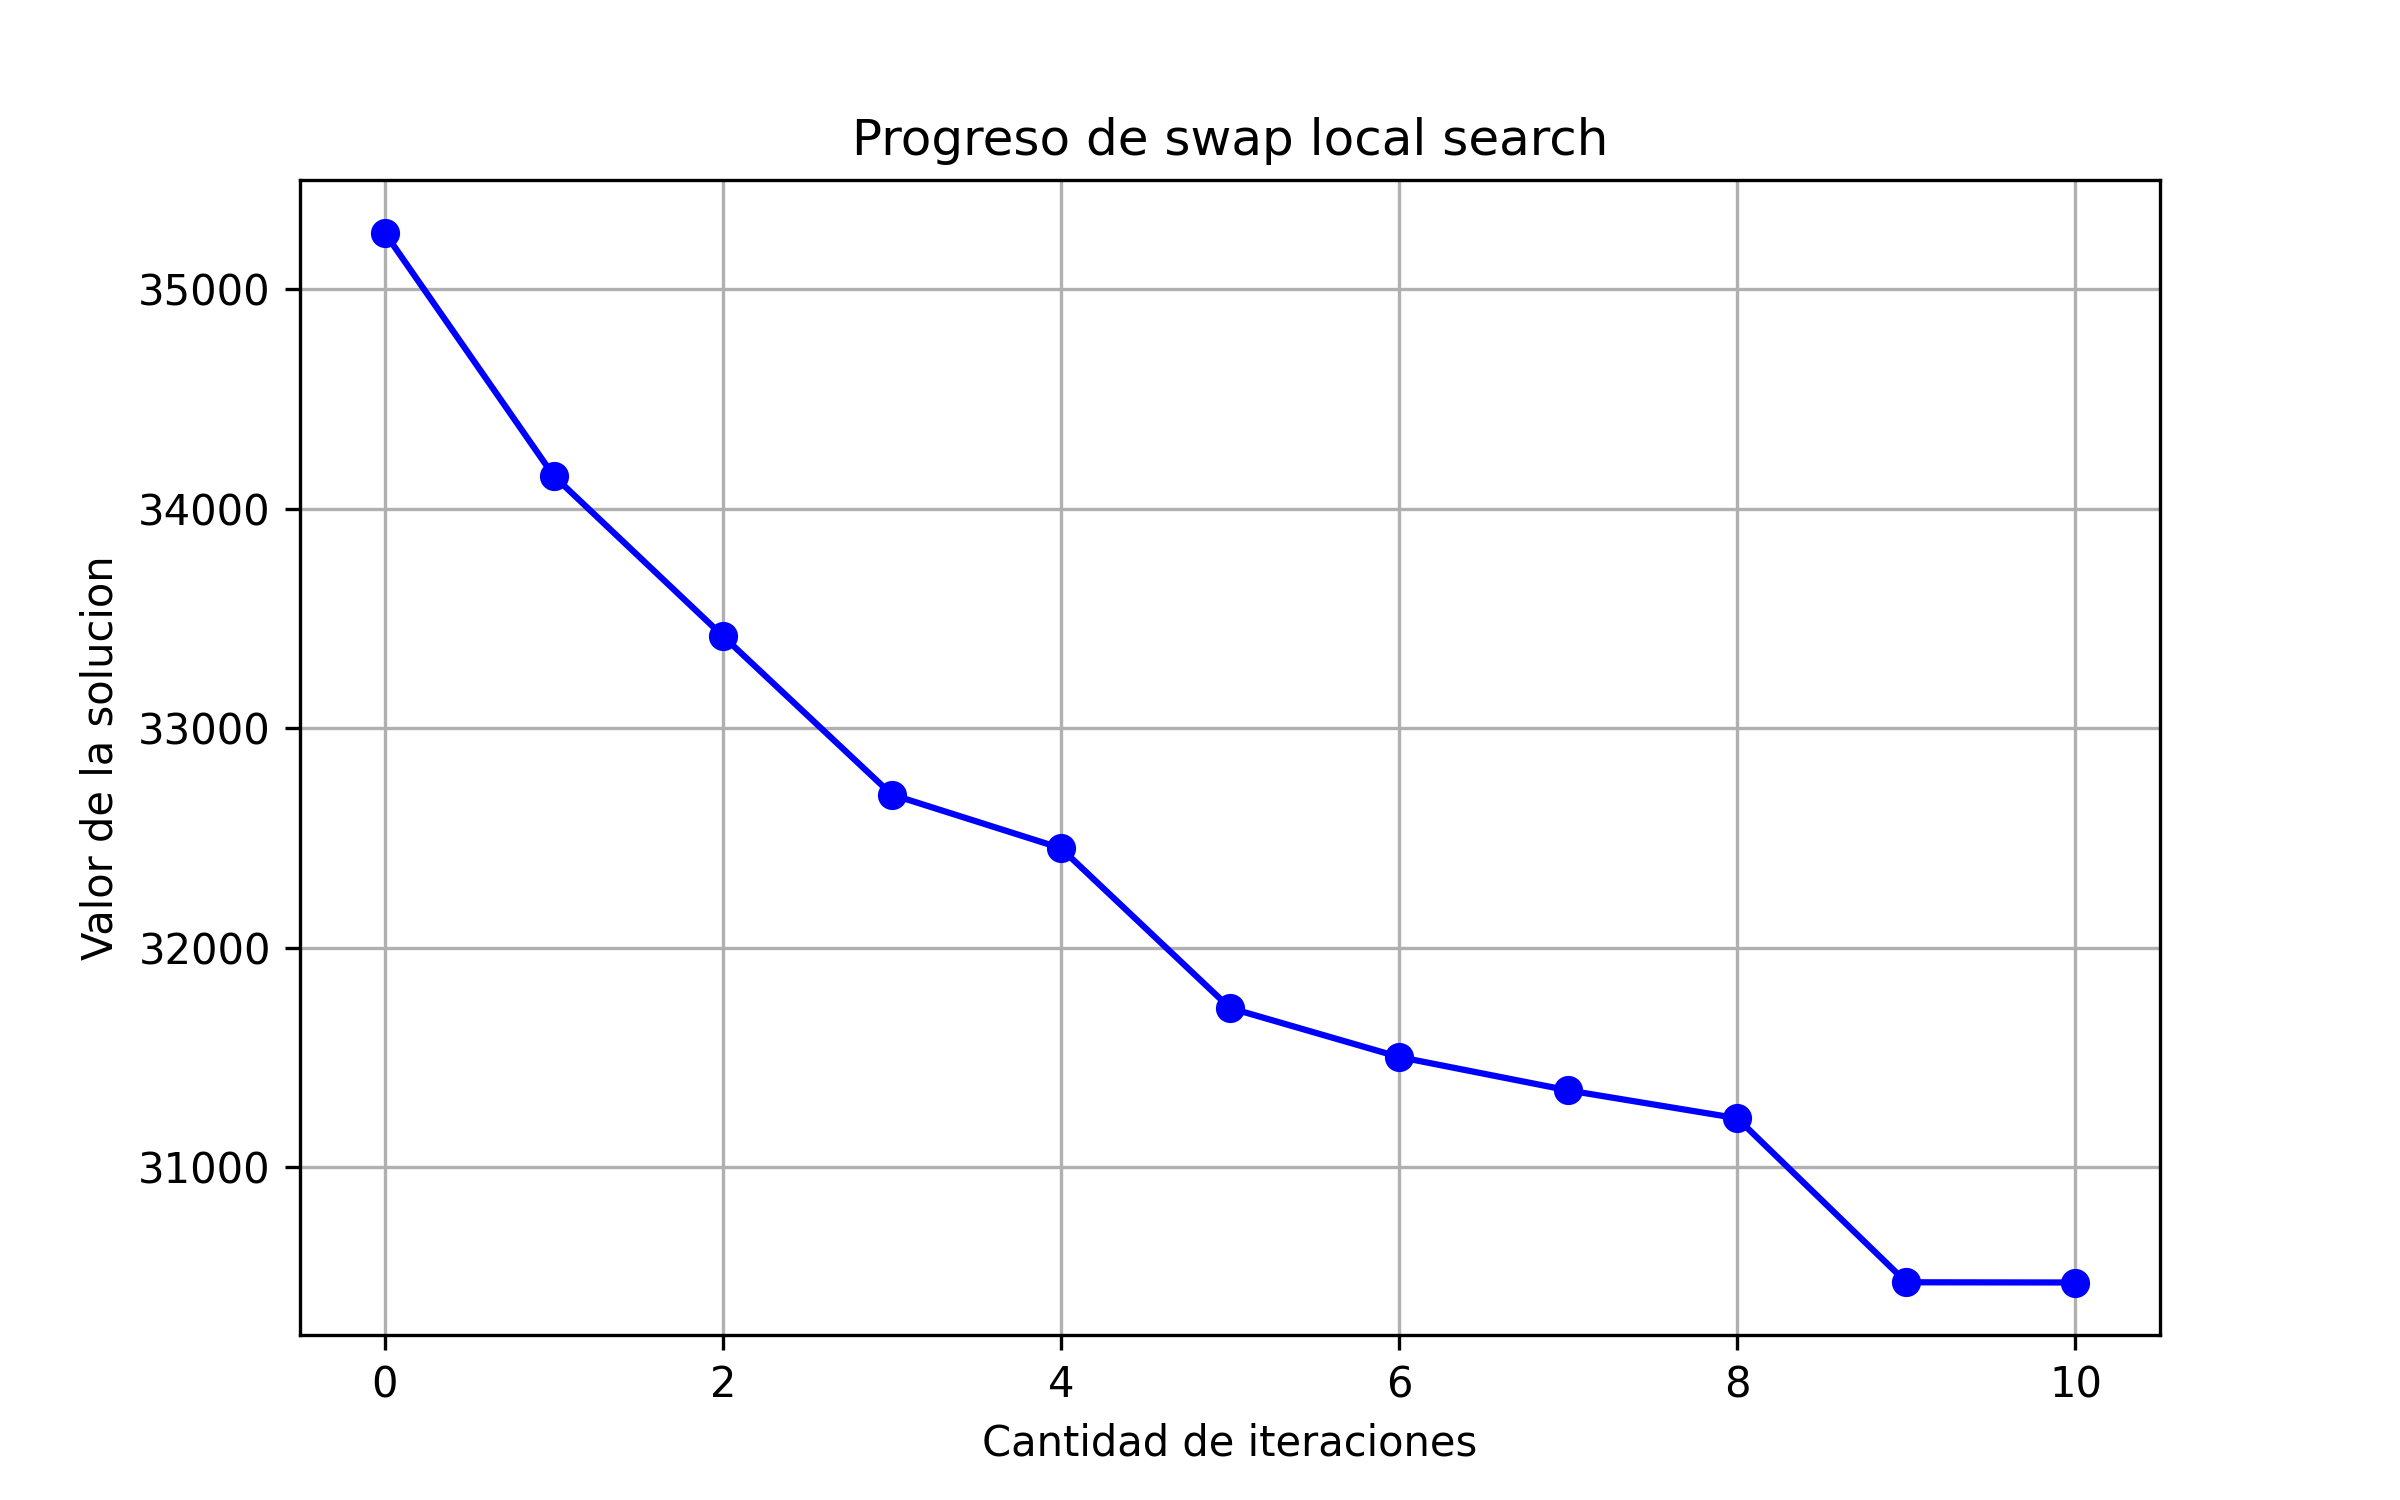 Progreso de swap local search
Valor de la solucion
35000
34000
33000
32000
31000
0 2 4 6 8 10
Cantidad de iteraciones